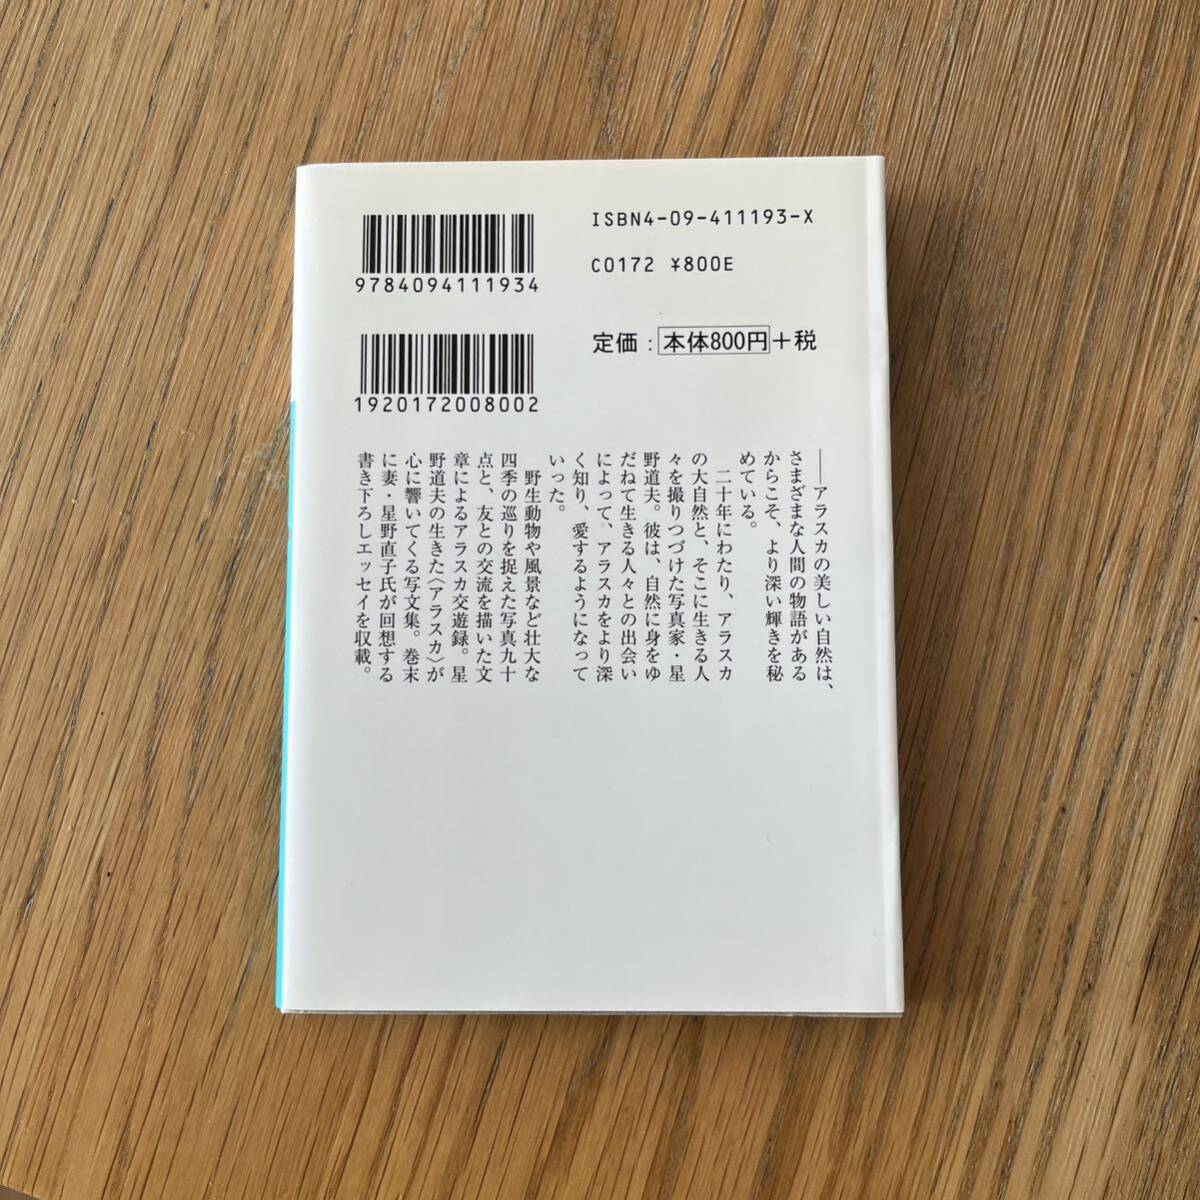 ISBN4-09-411193-X
C0172 ¥800E
9784094111934
定価：本体800円＋税
1920172008002
――アラスカの美しい自然は、
さまざまな人間の物語がある
からこそ、より深い輝きを秘
めている。
二十年にわたり、アラスカ
の大自然と、そこに生きる人
々を撮りつづけた写真家・星
野道夫。彼は、自然に身をゆ
だねて生きる人々との出会い
によって、アラスカをより深
く知り、愛するようになって
いった。
野生動物や風景など壮大な
四季の巡りを捉えた写真九十
点と、友との交流を描いた文
章によるアラスカ交遊録。星
野道夫の生きた〈アラスカ〉が
心に響いてくる写文集。巻末
に妻・星野直子氏が回想する
書き下ろしエッセイを収載。